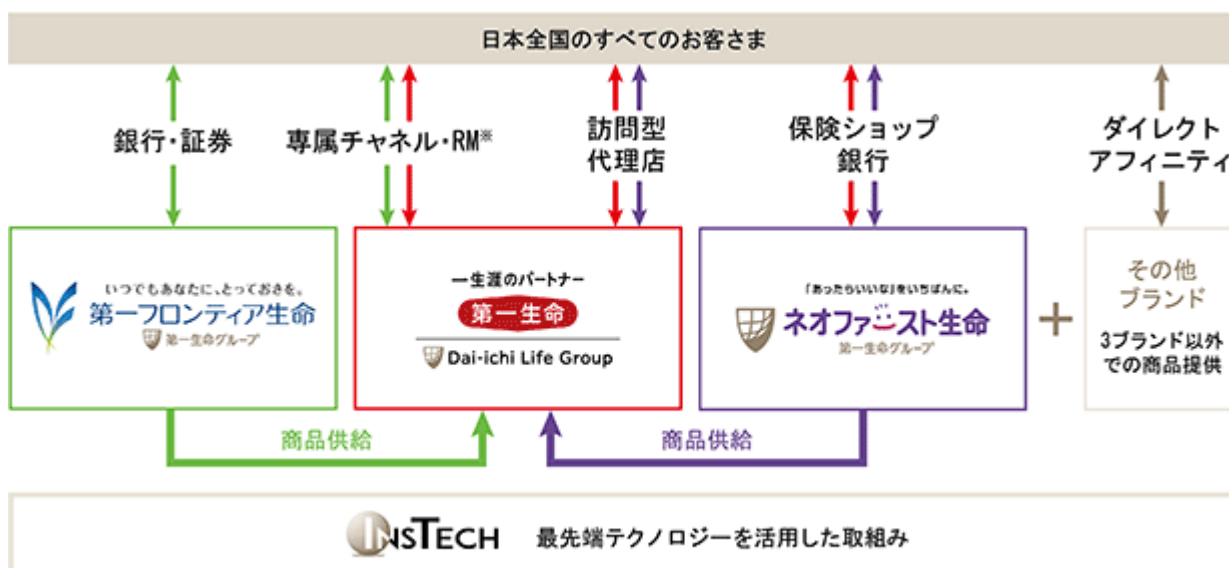 日本全国のすべてのお客さま
銀行・証券
専属チャネル・RM※
訪問型
代理店
保険ショップ
銀行
ダイレクト
アフィニティ
いつでもあなたに、とっておきを。
第一フロンティア生命
第一生命グループ
一生涯のパートナー
第一生命
Dai-ichi Life Group
「あったらいいな」をいちばんに。
ネオファースト生命
第一生命グループ
+
その他
ブランド
3ブランド以外
での商品提供
商品供給
商品供給
INSTECH 最先端テクノロジーを活用した取組み